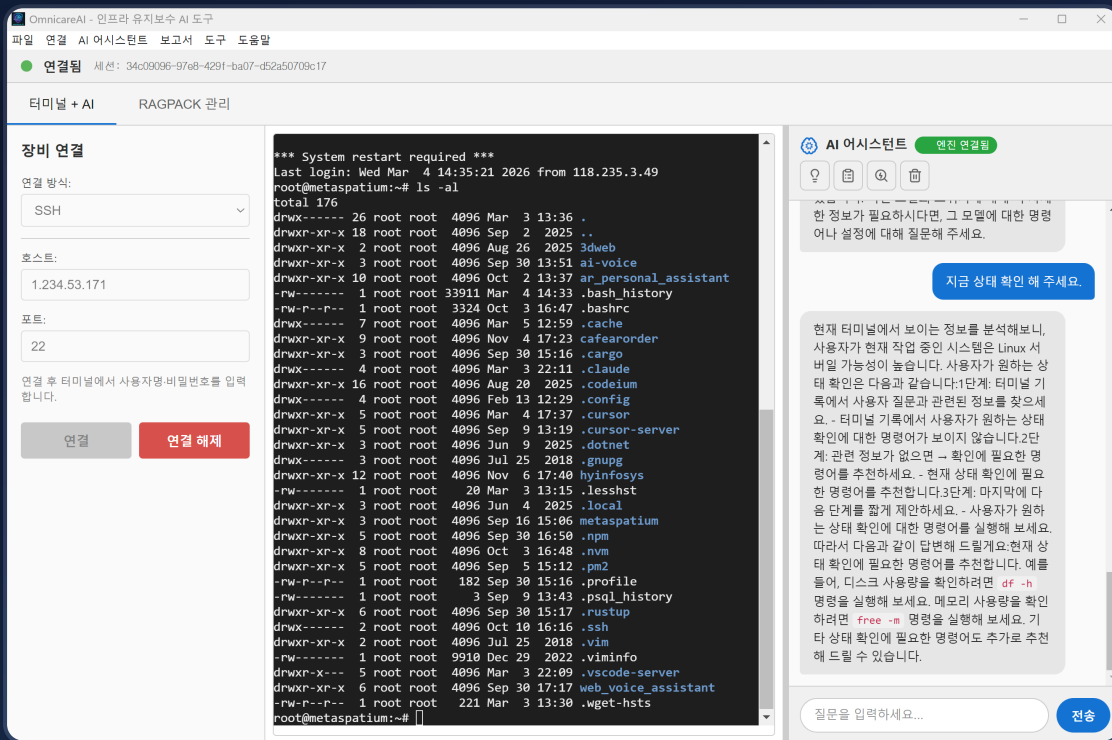 OmnicareAI - 인프라 유지보수 AI 도구
파일 연결 AI 어시스턴트 보고서 도구 도움말
연결됨 세션: 34c09096-97e8-429f-ba07-d52a50709c17
터미널 + AI RAGPACK 관리
장비 연결
연결 방식:
SSH
호스트:
1.234.53.171
포트:
22
연결 후 터미널에서 사용자명·비밀번호를 입력
합니다.
연결 연결 해제
*** System restart required ***
Last login: Wed Mar  4 14:35:21 2026 from 118.235.3.49
root@metaspatium:~# ls -al
total 176
drwx------ 26 root root  4096 Mar  3 13:36 .
drwxr-xr-x 18 root root  4096 Sep  2  2025 ..
drwxr-xr-x  2 root root  4096 Aug 26  2025 3dweb
drwxr-xr-x  3 root root  4096 Sep 30 13:51 ai-voice
drwxr-xr-x 10 root root  4096 Oct  2 13:37 ar_personal_assistant
-rw-------  1 root root 33911 Mar  4 14:33 .bash_history
-rw-r--r--  1 root root  3324 Oct  3 16:47 .bashrc
drwx------  7 root root  4096 Mar  5 12:59 .cache
drwxr-xr-x  9 root root  4096 Nov  4 17:23 cafearorder
drwxr-xr-x  3 root root  4096 Sep 30 15:16 .cargo
drwxr-xr-x  4 root root  4096 Mar  3 22:11 .claude
drwxr-xr-x 16 root root  4096 Aug 20  2025 .codeium
drwx------  4 root root  4096 Feb 13 12:29 .config
drwxr-xr-x  5 root root  4096 Mar  4 17:37 .cursor
drwxr-xr-x  5 root root  4096 Sep  9 13:19 .cursor-server
drwxr-xr-x  3 root root  4096 Jun  9  2025 .dotnet
drwx------  3 root root  4096 Jul 25  2018 .gnupg
drwxr-xr-x 12 root root  4096 Nov  6 17:40 hyinfosys
-rw-------  1 root root    20 Mar  3 13:15 .lesshst
drwxr-xr-x  3 root root  4096 Jun  4  2025 .local
drwxr-xr-x  4 root root  4096 Sep 16 15:06 metaspatium
drwxr-xr-x  5 root root  4096 Sep 30 16:50 .npm
drwxr-xr-x  8 root root  4096 Oct  3 16:48 .nvm
drwxr-xr-x  5 root root  4096 Sep  5 15:12 .pm2
-rw-r--r--  1 root root   182 Sep 30 15:16 .profile
-rw-------  1 root root     3 Sep  9 13:43 .psql_history
drwxr-xr-x  6 root root  4096 Sep 30 15:17 .rustup
drwx------  2 root root  4096 Oct 10 16:16 .ssh
drwxr-xr-x  2 root root  4096 Jul 25  2018 .vim
-rw-------  1 root root  9910 Dec 29  2022 .viminfo
drwxr-x---  5 root root  4096 Mar  3 22:09 .vscode-server
drwxr-xr-x  6 root root  4096 Sep 30 17:17 web_voice_assistant
-rw-r--r--  1 root root   221 Mar  3 13:30 .wget-hsts
root@metaspatium:~#
AI 어시스턴트 엔진 연결됨
한 정보가 필요하시다면, 그 모델에 대한 명령
어나 설정에 대해 질문해 주세요.
지금 상태 확인 해 주세요.
현재 터미널에서 보이는 정보를 분석해보니,
사용자가 현재 작업 중인 시스템은 Linux 서
버일 가능성이 높습니다. 사용자가 원하는 상
태 확인은 다음과 같습니다:1단계: 터미널 기
록에서 사용자 질문과 관련된 정보를 찾으세
요. - 터미널 기록에서 사용자가 원하는 상태
확인에 대한 명령어가 보이지 않습니다.2단
계: 관련 정보가 없으면 → 확인에 필요한 명
령어를 추천하세요. - 현재 상태 확인에 필요
한 명령어를 추천합니다.3단계: 마지막에 다
음 단계를 짧게 제안하세요. - 사용자가 원하
는 상태 확인에 대한 명령어를 실행해 보세요.
따라서 다음과 같이 답변해 드릴게요:현재 상
태 확인에 필요한 명령어를 추천합니다. 예를
들어, 디스크 사용량을 확인하려면 df -h
명령을 실행해 보세요. 메모리 사용량을 확인
하려면 free -m 명령을 실행해 보세요. 기
타 상태 확인에 필요한 명령어도 추가로 추천
해 드릴 수 있습니다.
질문을 입력하세요... 전송